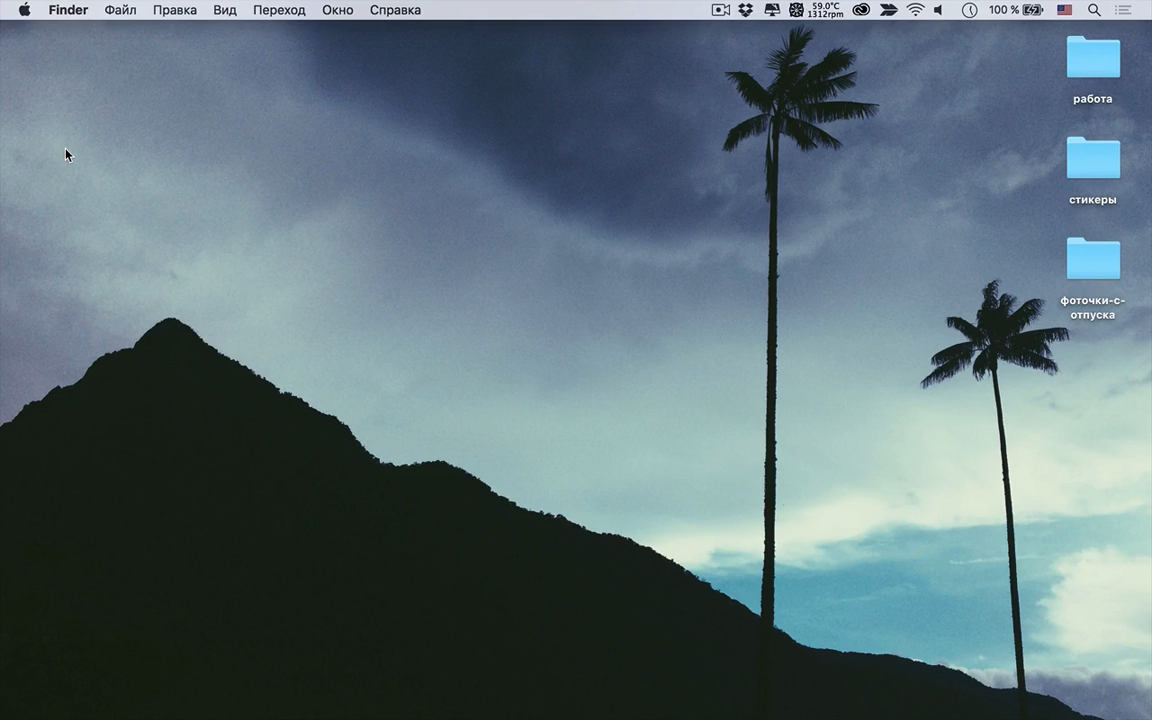 Finder Файл Правка Вид Переход Окно Справка 59.0°C 1312rpm 100 %
работа
стикеры
фоточки-с-
отпуска